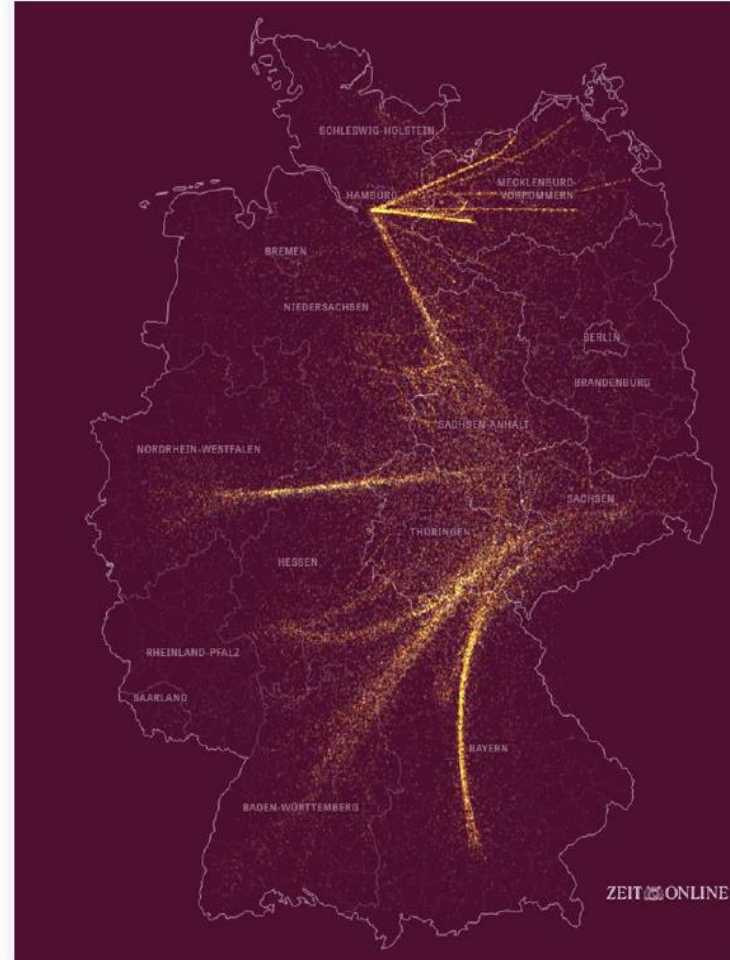 SCHLESWIG-HOLSTEIN
MECKLENBURG-
VORPOMMERN
HAMBURG
BREMEN
NIEDERSACHSEN
BERLIN
BRANDENBURG
SACHSEN-ANHALT
NORDRHEIN-WESTFALEN
SACHSEN
THÜRINGEN
HESSEN
RHEINLAND-PFALZ
SAARLAND
BAYERN
BADEN-WÜRTTEMBERG
ZEIT ONLINE